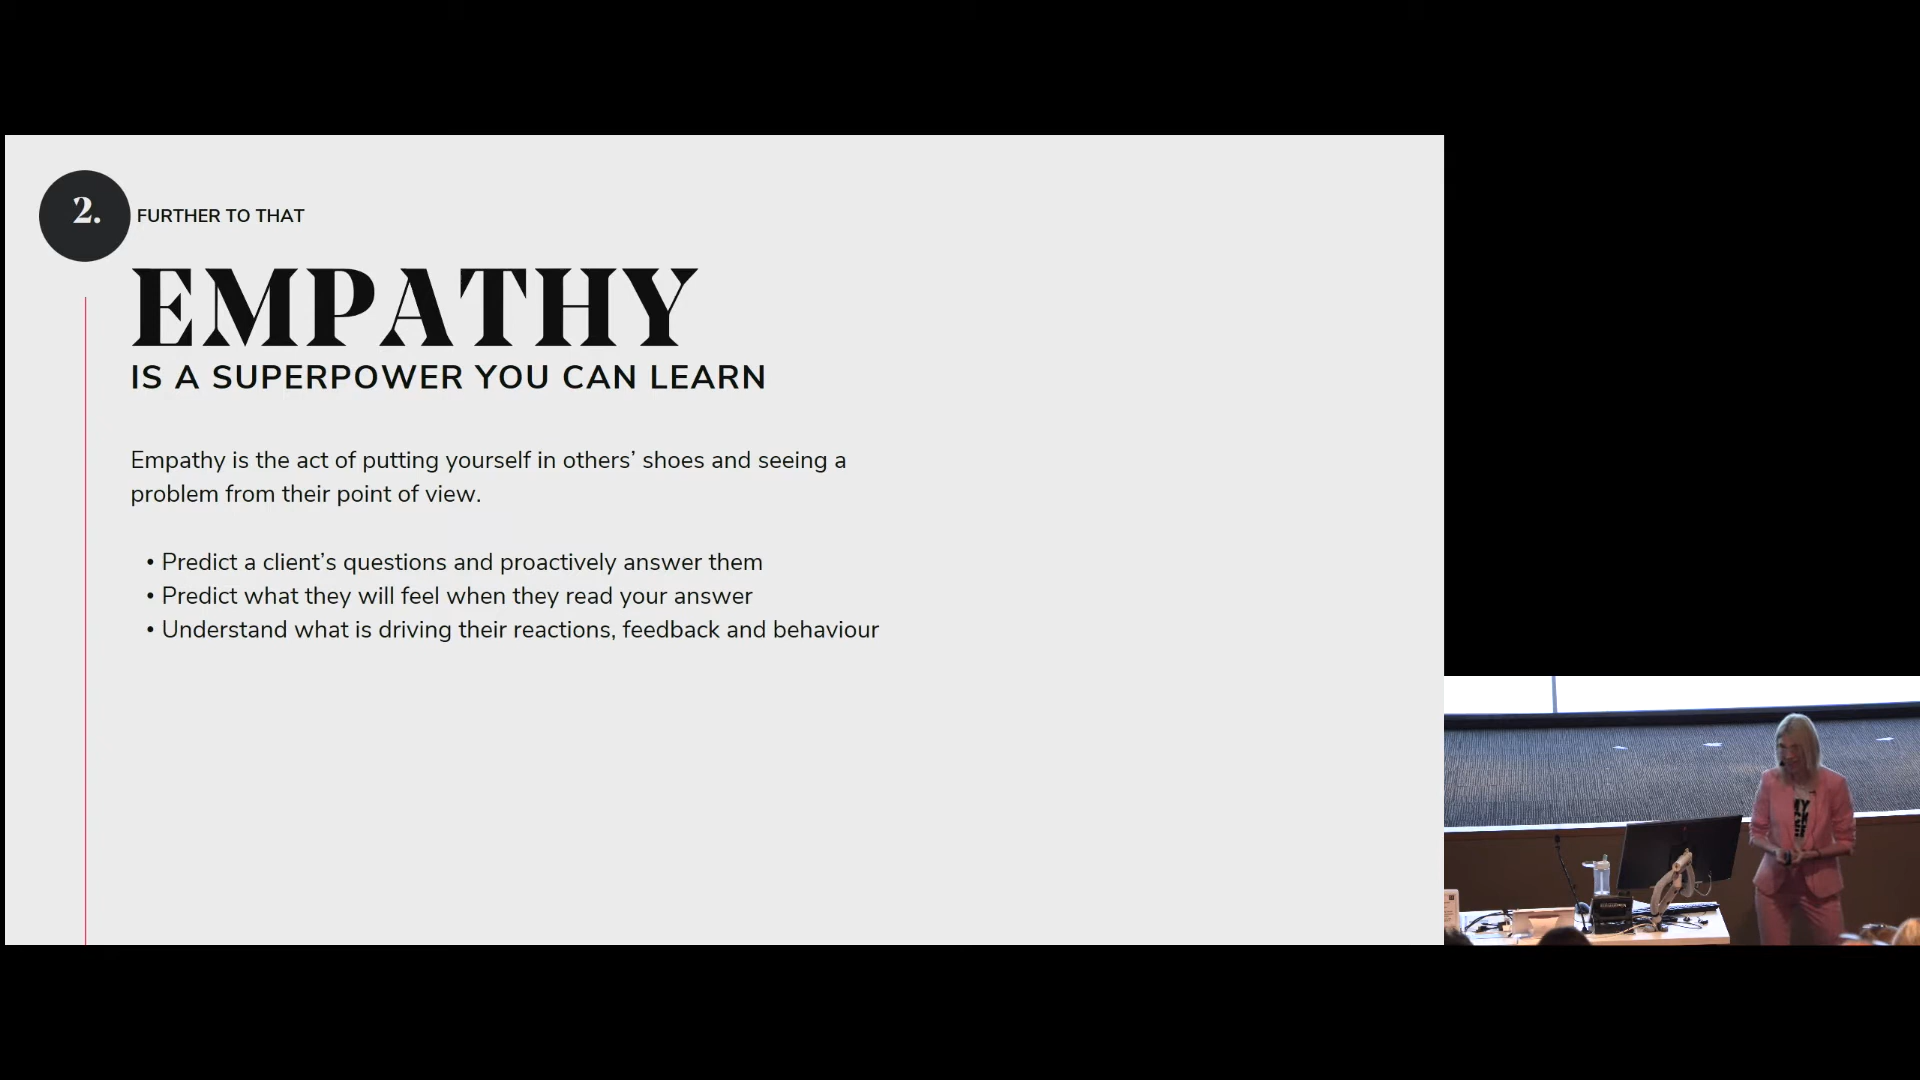 2.
FURTHER TO THAT
EMPATHY
IS A SUPERPOWER YOU CAN LEARN
Empathy is the act of putting yourself in others’ shoes and seeing a
problem from their point of view.
• Predict a client’s questions and proactively answer them
• Predict what they will feel when they read your answer
• Understand what is driving their reactions, feedback and behaviour